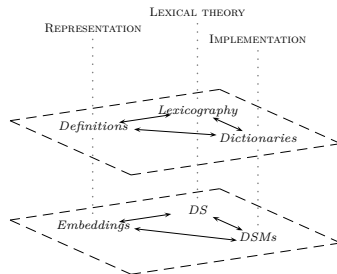 LEXICAL THEORY
REPRESENTATION
IMPLEMENTATION
Lexicography
Definitions
Dictionaries
DS
Embeddings
DSMs